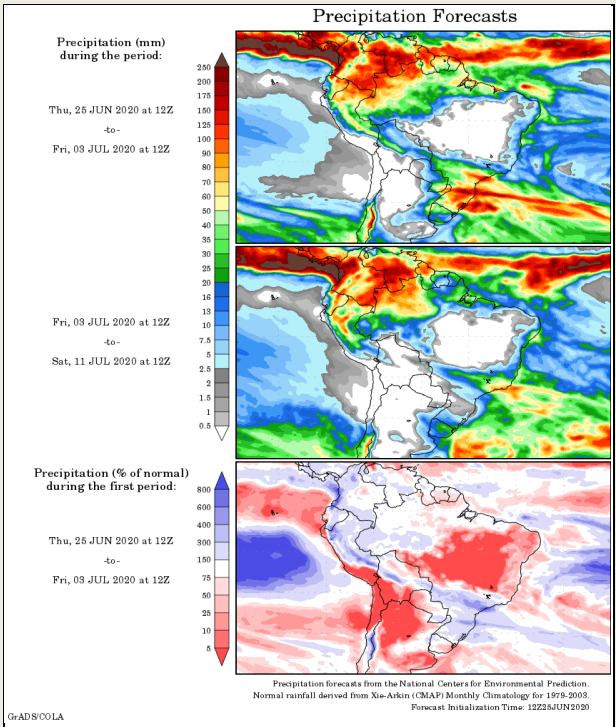 Precipitation Forecasts
Precipitation (mm)
during the period:
Thu, 25 JUN 2020 at 12Z
-to-
Fri, 03 JUL 2020 at 12Z
250
200
175
150
125
100
90
80
70
60
50
40
35
30
25
20
16
13
10
7.5
5
2.5
2
1.5
1
0.5
Fri, 03 JUL 2020 at 12Z
-to-
Sat, 11 JUL 2020 at 12Z
Precipitation (% of normal)
during the first period:
Thu, 25 JUN 2020 at 12Z
-to-
Fri, 03 JUL 2020 at 12Z
800
600
400
300
150
75
50
25
10
5
Precipitation forecasts from the National Centers for Environmental Prediction.
Normal rainfall derived from Xie-Arkin (CMAP) Monthly Climatology for 1979-2003.
Forecast Initialization Time: 12Z25JUN2020
GrADS/COLA